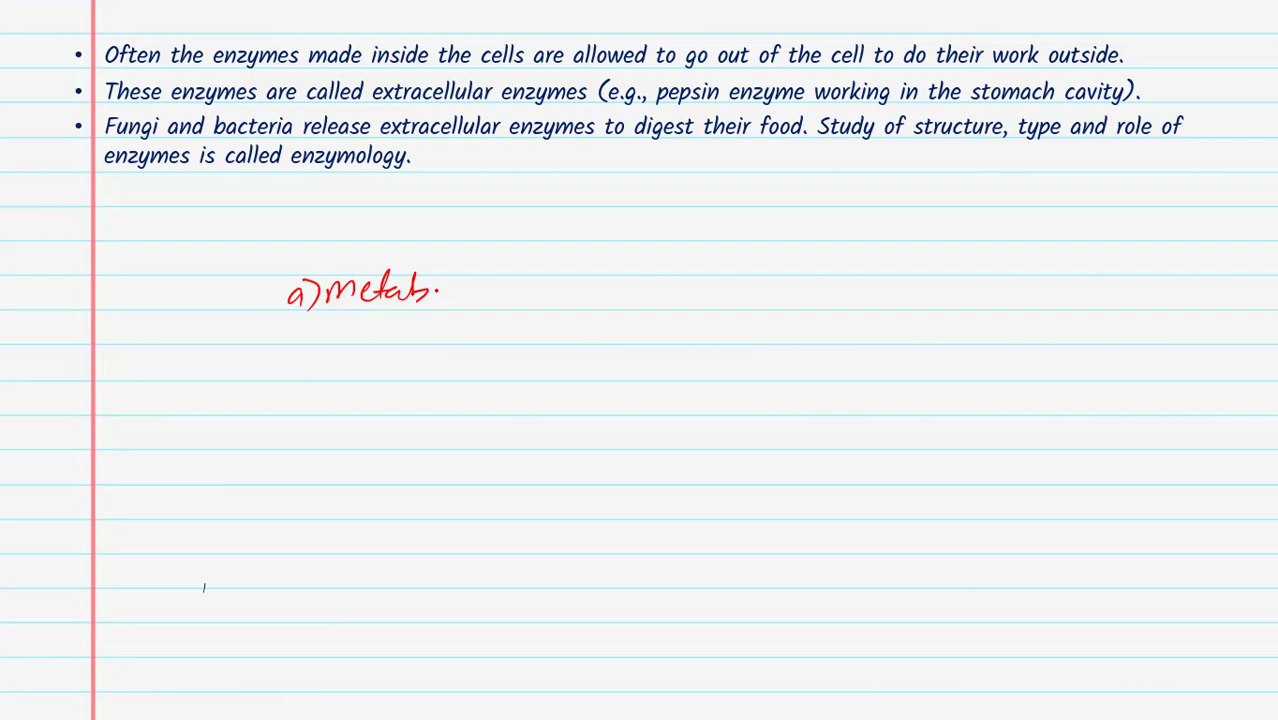 • Often the enzymes made inside the cells are allowed to go out of the cell to do their work outside.
• These enzymes are called extracellular enzymes (e.g., pepsin enzyme working in the stomach cavity).
• Fungi and bacteria release extracellular enzymes to digest their food. Study of structure, type and role of
enzymes is called enzymology.
a) metab.